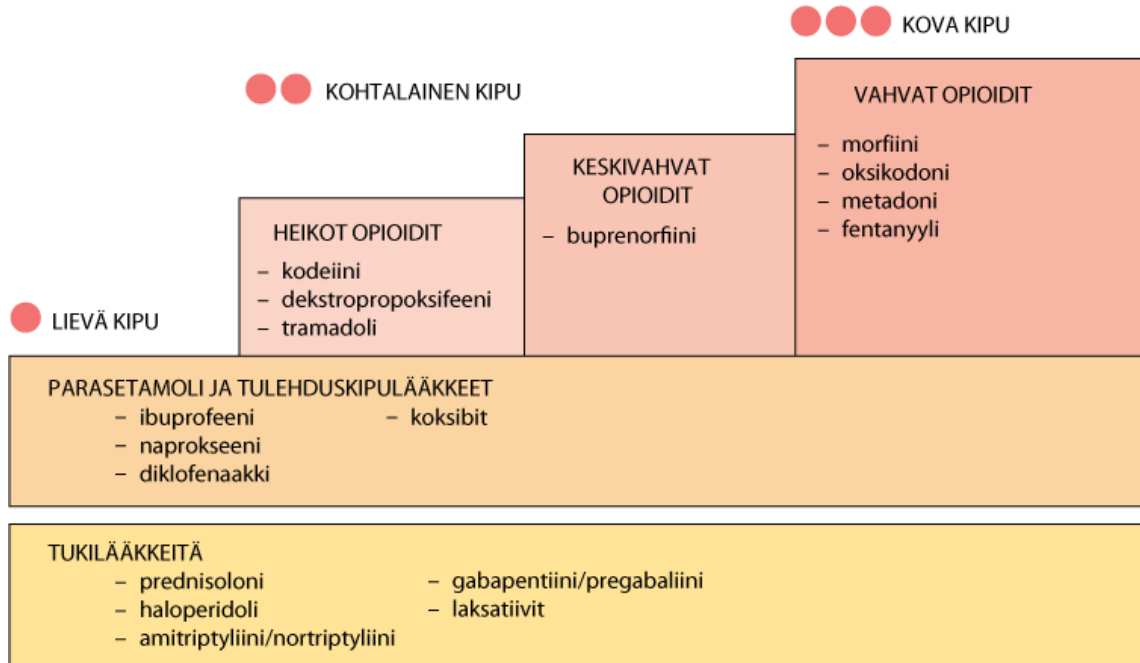 KOVA KIPU
KOHTALAINEN KIPU
VAHVAT OPIOIDIT
– morfiini
– oksikodoni
– metadoni
– fentanyyli
KESKIVAHVAT
OPIOIDIT
– buprenorfiini
HEIKOT OPIOIDIT
– kodeiini
– dekstropropoksifeeni
– tramadoli
LIEVÄ KIPU
PARASETAMOLI JA TULEHDUSKIPULÄÄKKEET
– ibuprofeeni
– naprokseeni
– diklofenaakki
– koksibit
TUKILÄÄKKEITÄ
– prednisoloni
– haloperidoli
– amitriptyliini/nortriptyliini
– gabapentiini/pregabaliini
– laksatiivit